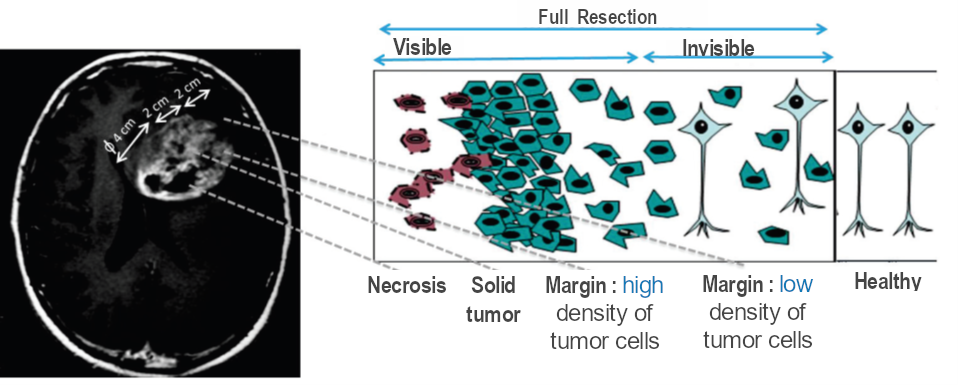 Full Resection
Visible
Invisible
ϕ 4 cm
2 cm
2 cm
Necrosis
Solid
tumor
Margin : high
density of
tumor cells
Margin : low
density of
tumor cells
Healthy